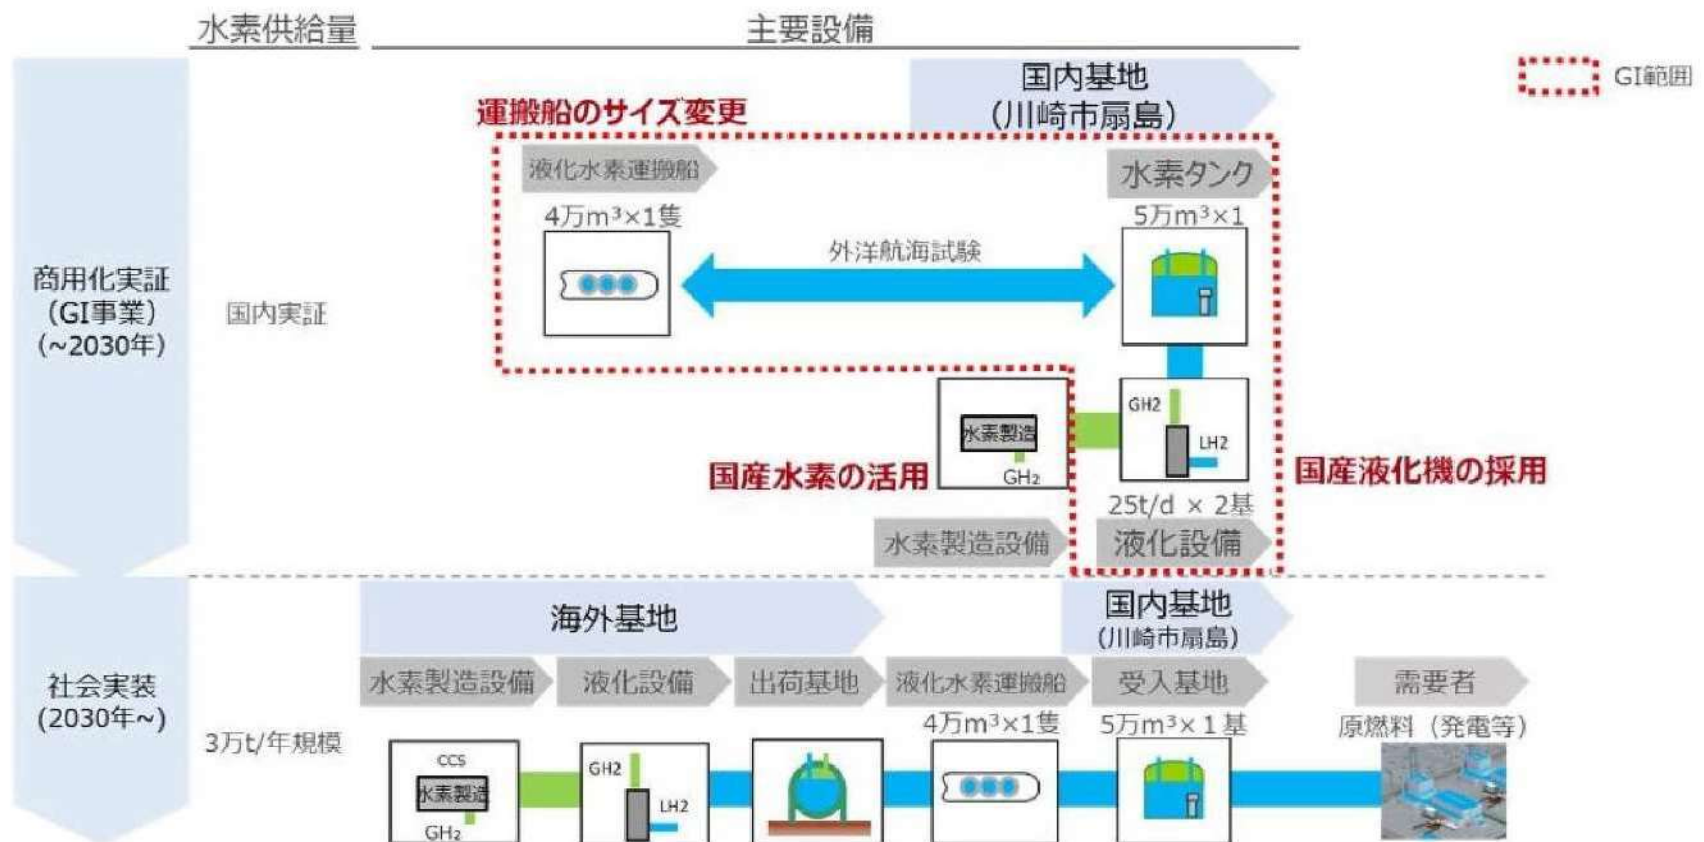 水素供給量
主要設備
GI範囲
国内基地
(川崎市扇島)
運搬船のサイズ変更
液化水素運搬船
4万m³×1隻
水素タンク
5万m³×1
外洋航海試験
商用化実証
(GI事業)
(~2030年)
国内実証
水素製造
GH₂
GH2
LH2
国産水素の活用
国産液化機の採用
25t/d × 2基
水素製造設備
液化設備
海外基地
国内基地
(川崎市扇島)
社会実装
(2030年~)
3万t/年規模
水素製造設備
液化設備
出荷基地
液化水素運搬船
受入基地
需要者
4万m³×1隻
5万m³×1基
原燃料(発電等)
CCS
水素製造
GH₂
GH2
LH2